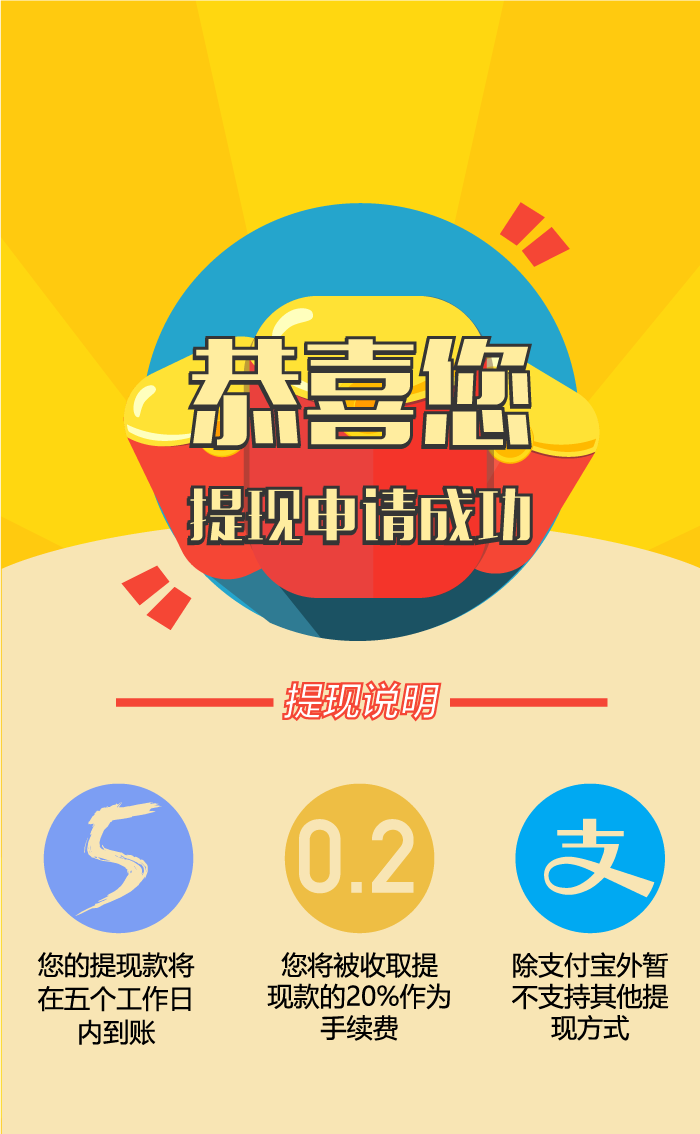 恭喜您
提现申请成功
提现说明
5
0.2
支
您的提现款将
在五个工作日
内到账
您将被收取提
现款的20%作为
手续费
除支付宝外暂
不支持其他提
现方式